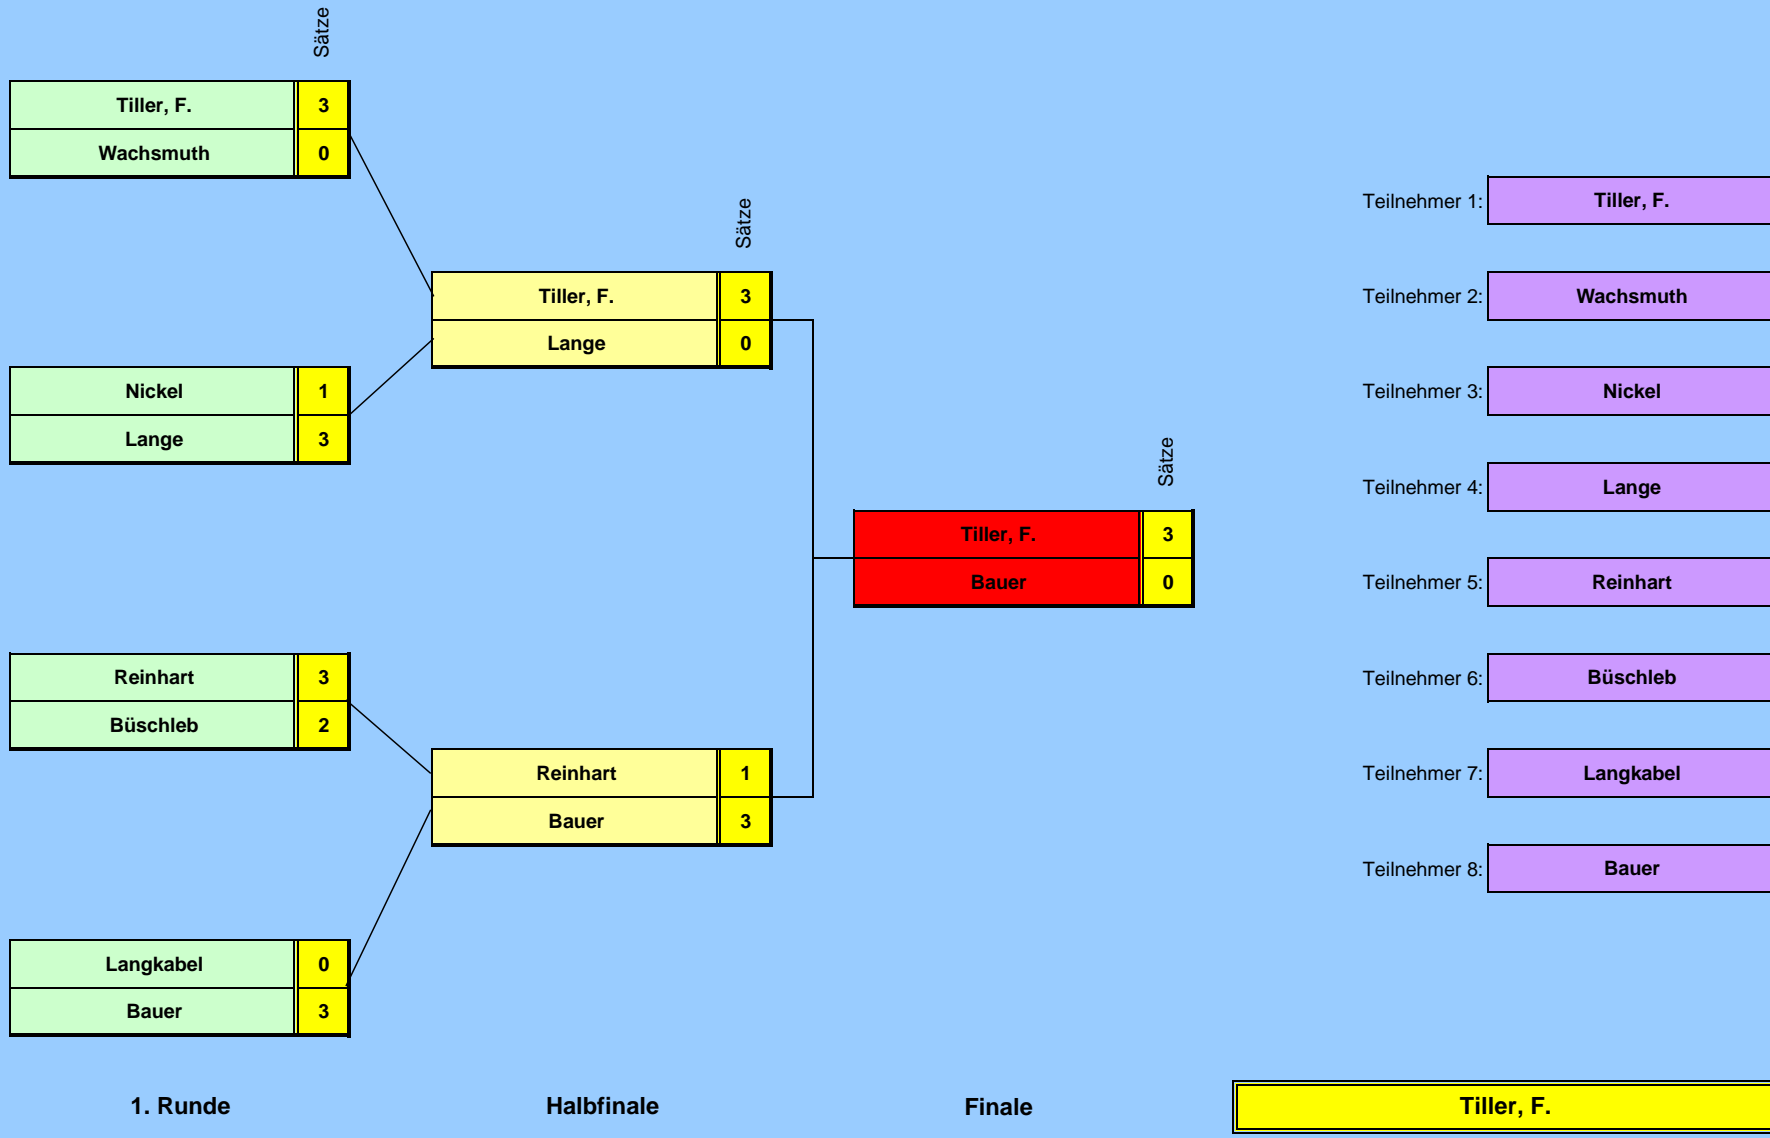 Sätze
Tiller, F. 3
Wachsmuth 0
Nickel 1
Lange 3
Reinhart 3
Büschleb 2
Langkabel 0
Bauer 3
1. Runde
Sätze
Tiller, F. 3
Lange 0
Reinhart 1
Bauer 3
Halbfinale
Sätze
Tiller, F. 3
Bauer 0
Finale
Teilnehmer 1: Tiller, F.
Teilnehmer 2: Wachsmuth
Teilnehmer 3: Nickel
Teilnehmer 4: Lange
Teilnehmer 5: Reinhart
Teilnehmer 6: Büschleb
Teilnehmer 7: Langkabel
Teilnehmer 8: Bauer
Tiller, F.